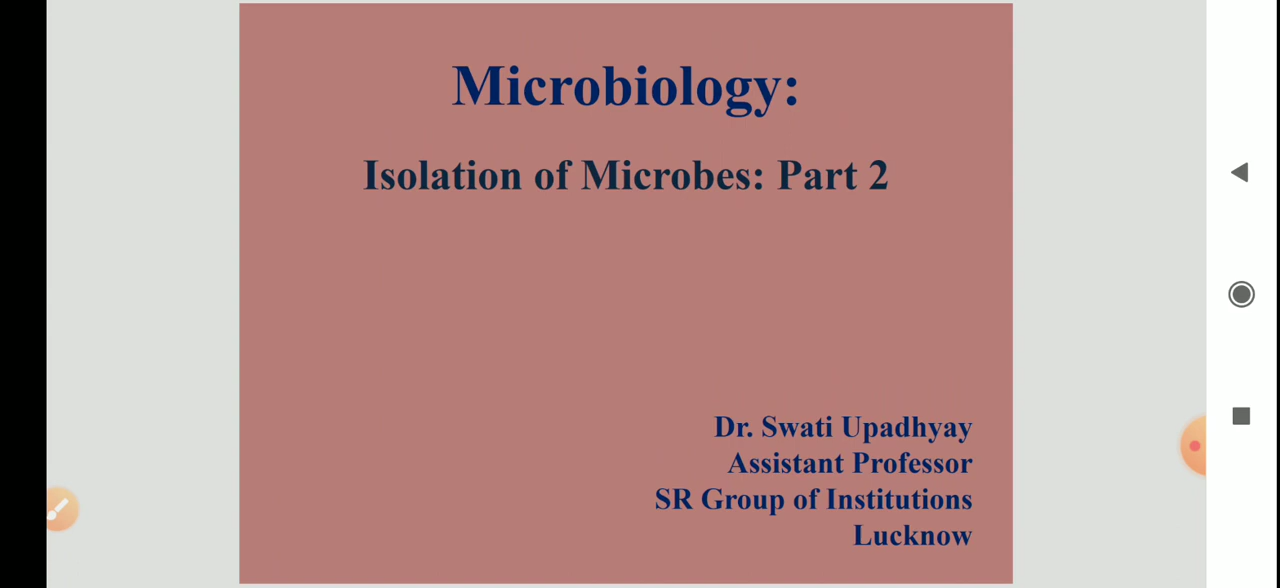 Microbiology:
Isolation of Microbes: Part 2
Dr. Swati Upadhyay
Assistant Professor
SR Group of Institutions
Lucknow